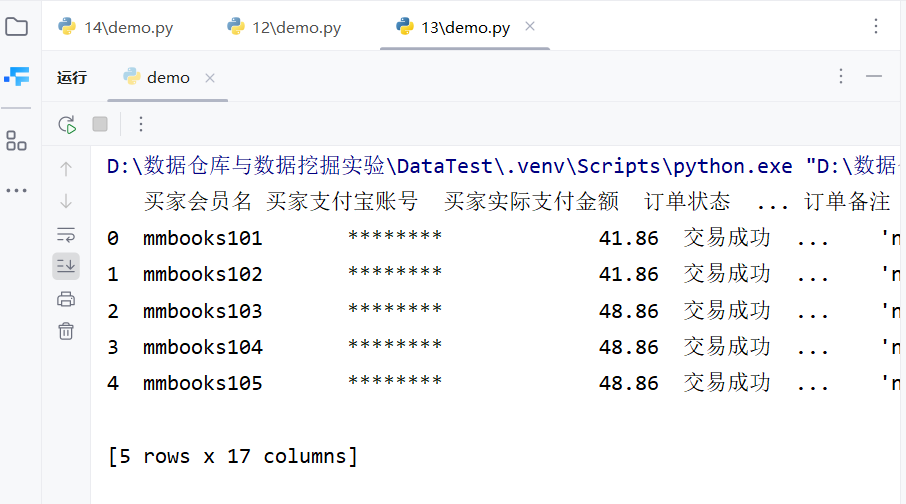 14\demo.py 12\demo.py 13\demo.py
运行 demo
D:\数据仓库与数据挖掘实验\DataTest\.venv\Scripts\python.exe "D:\数据
买家会员名 买家支付宝账号 买家实际支付金额 订单状态 ... 订单备注
0 mmbooks101 ******** 41.86 交易成功 ... 'n
1 mmbooks102 ******** 41.86 交易成功 ... 'n
2 mmbooks103 ******** 48.86 交易成功 ... 'n
3 mmbooks104 ******** 48.86 交易成功 ... 'n
4 mmbooks105 ******** 48.86 交易成功 ... 'n
[5 rows x 17 columns]